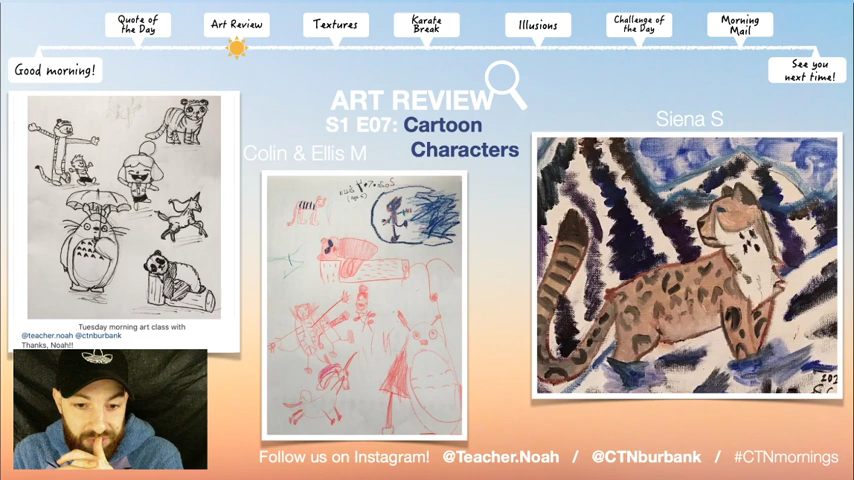 Quote of
the Day
Art Review
Textures
Karate
Break
Illusions
Challenge of
the Day
Morning
Mail
Good morning!
See you
next time!
ART REVIEW
S1 E07: Cartoon
Characters
Colin & Ellis M
Siena S
Tuesday morning art class with
@teacher.noah @ctnburbank
Thanks, Noah!!
Follow us on Instagram! @Teacher.Noah / @CTNburbank / #CTNmornings